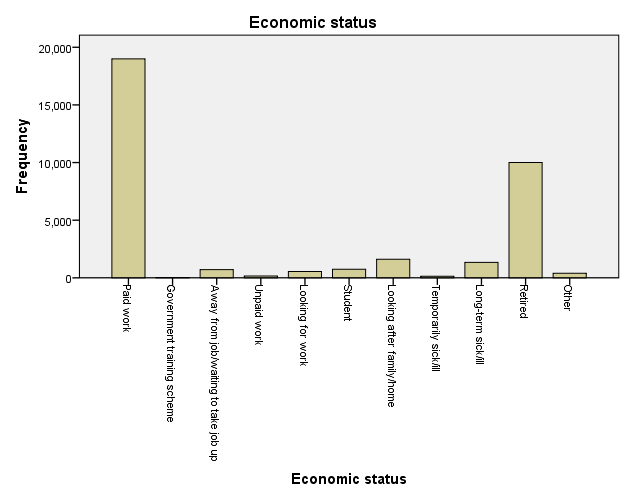 Economic status
Frequency
20,000
15,000
10,000
5,000
0
Paid work
Government training scheme
Away from job/waiting to take job up
Unpaid work
Looking for work
Student
Looking after family/home
Temporarily sick/ill
Long-term sick/ill
Retired
Other
Economic status